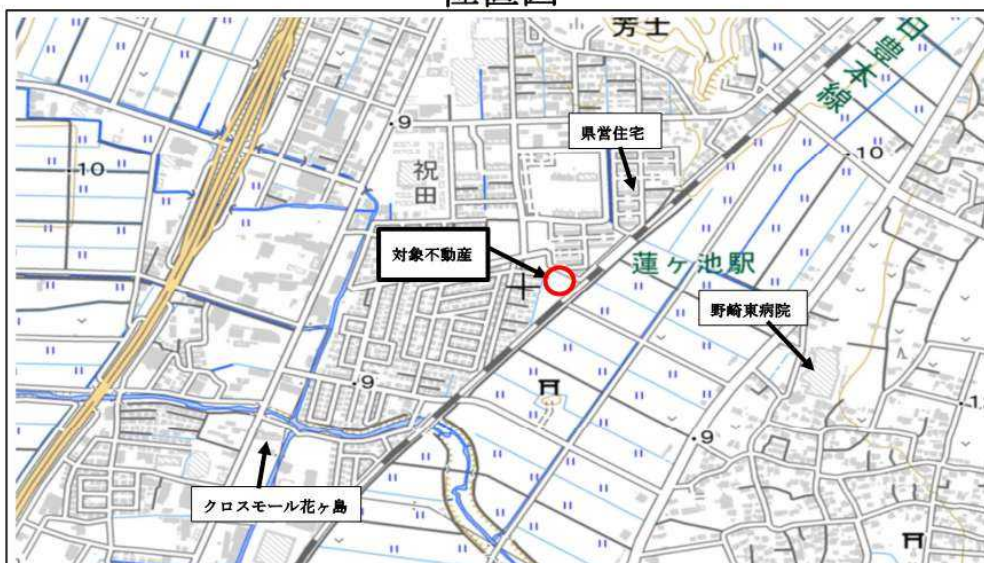 位置図
芳士
日豊本線
県営住宅
・9
・10
祝田
・10
対象不動産
蓮ヶ池駅
野崎東病院
・9
・9
クロスモール花ヶ島